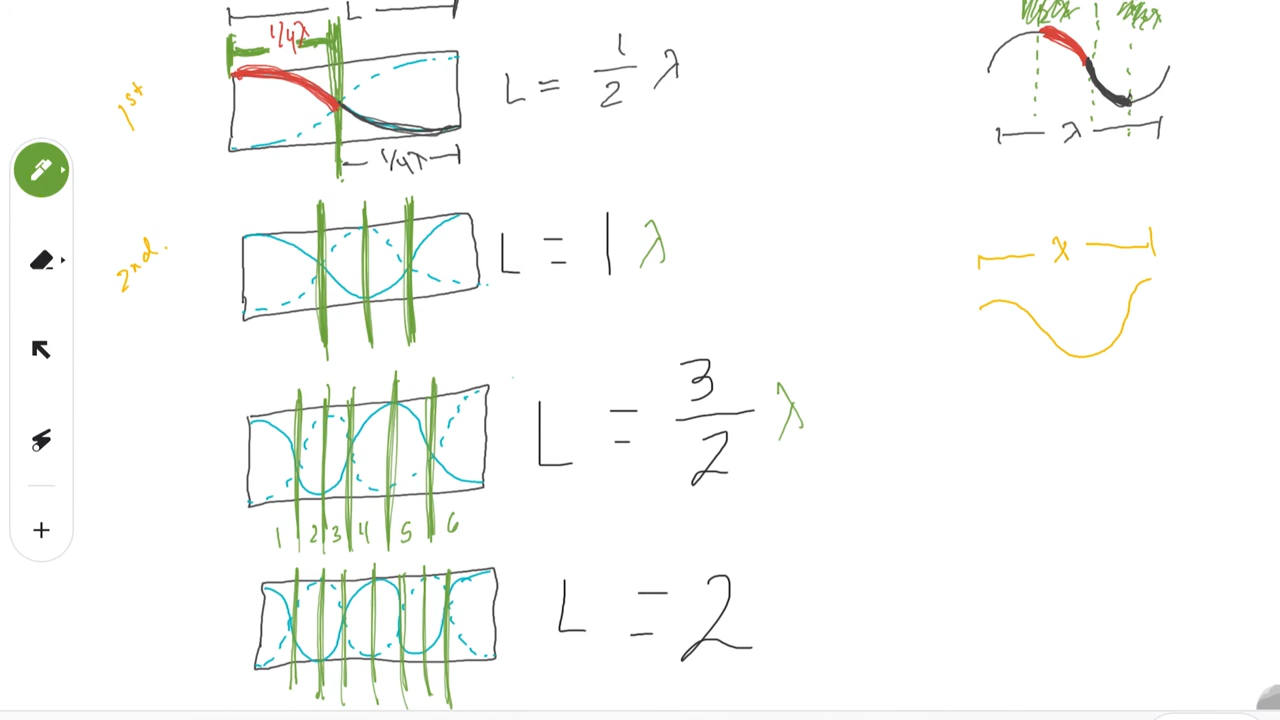 L
1/4λ
1st
L = 1/2 λ
1/4λ
λ
2nd.
L = 1 λ
λ
L = 3/2 λ
1 2 3 4 5 6
L = 2